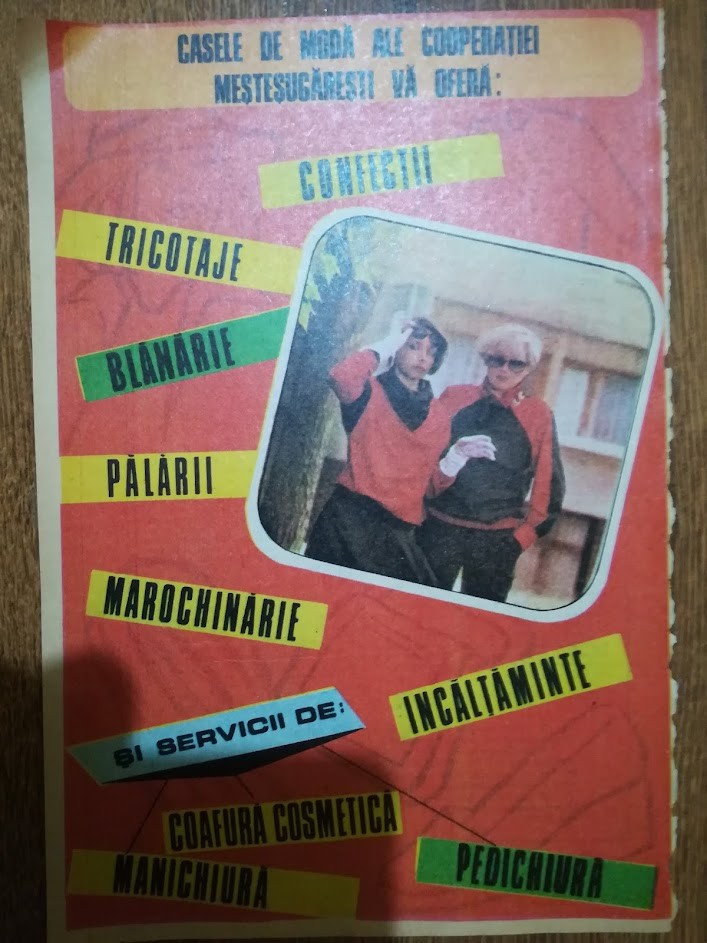 CASELE DE MODĂ ALE COOPERAȚIEI
MEȘTEȘUGĂREȘTI VĂ OFERĂ:
CONFECȚII
TRICOTAJE
BLĂNĂRIE
PĂLĂRII
MAROCHINĂRIE
INCĂLȚĂMINTE
ȘI SERVICII DE:
COAFURĂ COSMETICĂ
MANICHIURĂ
PEDICHIURĂ